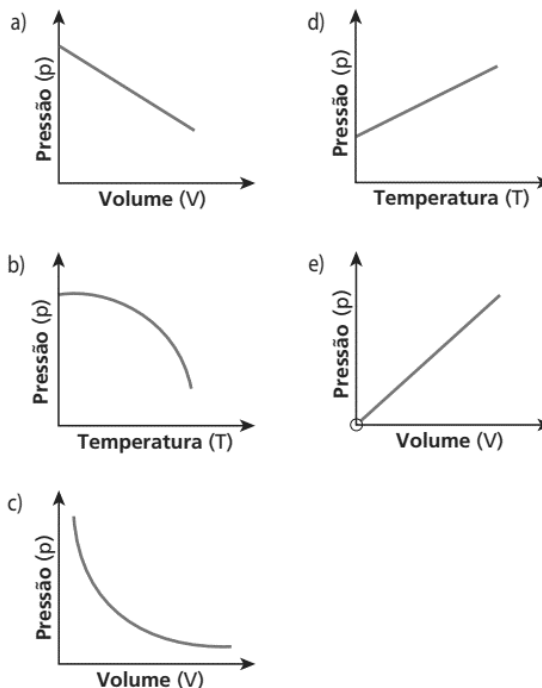 a)
Pressão (p)
Volume (V)
b)
Pressão (p)
Temperatura (T)
c)
Pressão (p)
Volume (V)
d)
Pressão (p)
Temperatura (T)
e)
Pressão (p)
Volume (V)